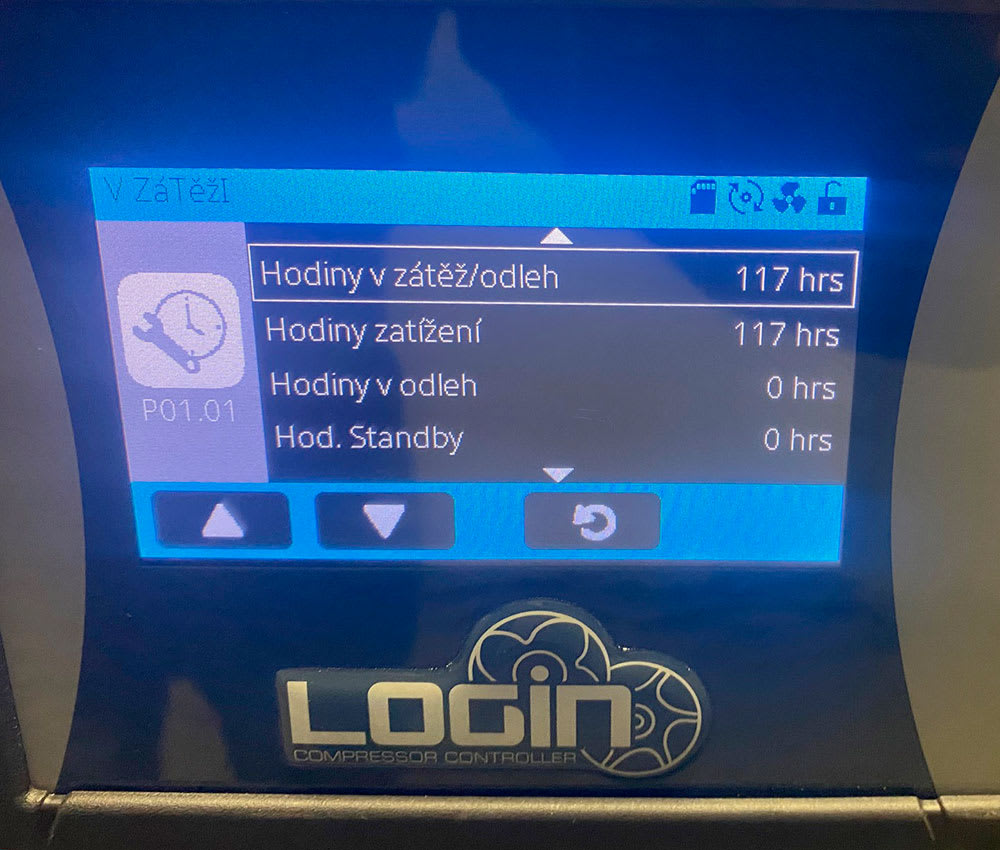 V ZáTěžI
Hodiny v zátěž/odleh 117 hrs
Hodiny zatížení 117 hrs
Hodiny v odleh 0 hrs
Hod. Standby 0 hrs
P01.01
LOGIN
COMPRESSOR CONTROLLER